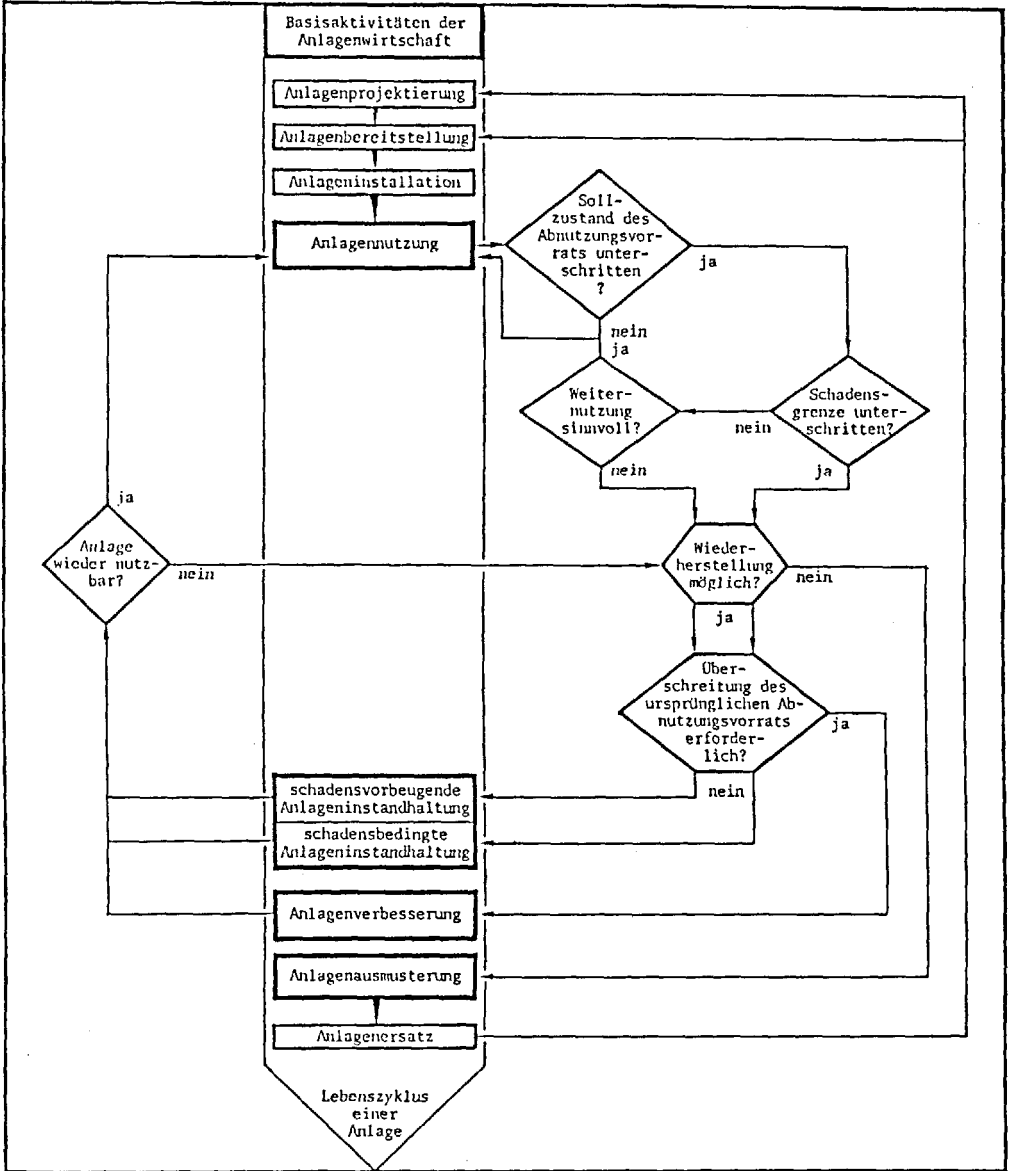 Basisaktivitäten der
Anlagenwirtschaft
Anlagenprojektierung
Anlagenbereitstellung
Anlageninstallation
Anlagennutzung
Soll-
zustand des
Abnutzungsvor-
rats unter-
schritten
?
ja
nein
ja
Weiter-
nutzung
sinnvoll?
nein
Schadens-
grenze unter-
schritten?
nein
ja
ja
Anlage
wieder nutz-
bar?
nein
Wieder-
herstellung
möglich?
nein
ja
Über-
schreitung des
ursprünglichen Ab-
nutzungsvorrats
erforder-
lich?
ja
nein
schadensvorbeugende
Anlageninstandhaltung
schadensbedingte
Anlageninstandhaltung
Anlagenverbesserung
Anlagenausmusterung
Anlagenersatz
Lebenszyklus
einer
Anlage